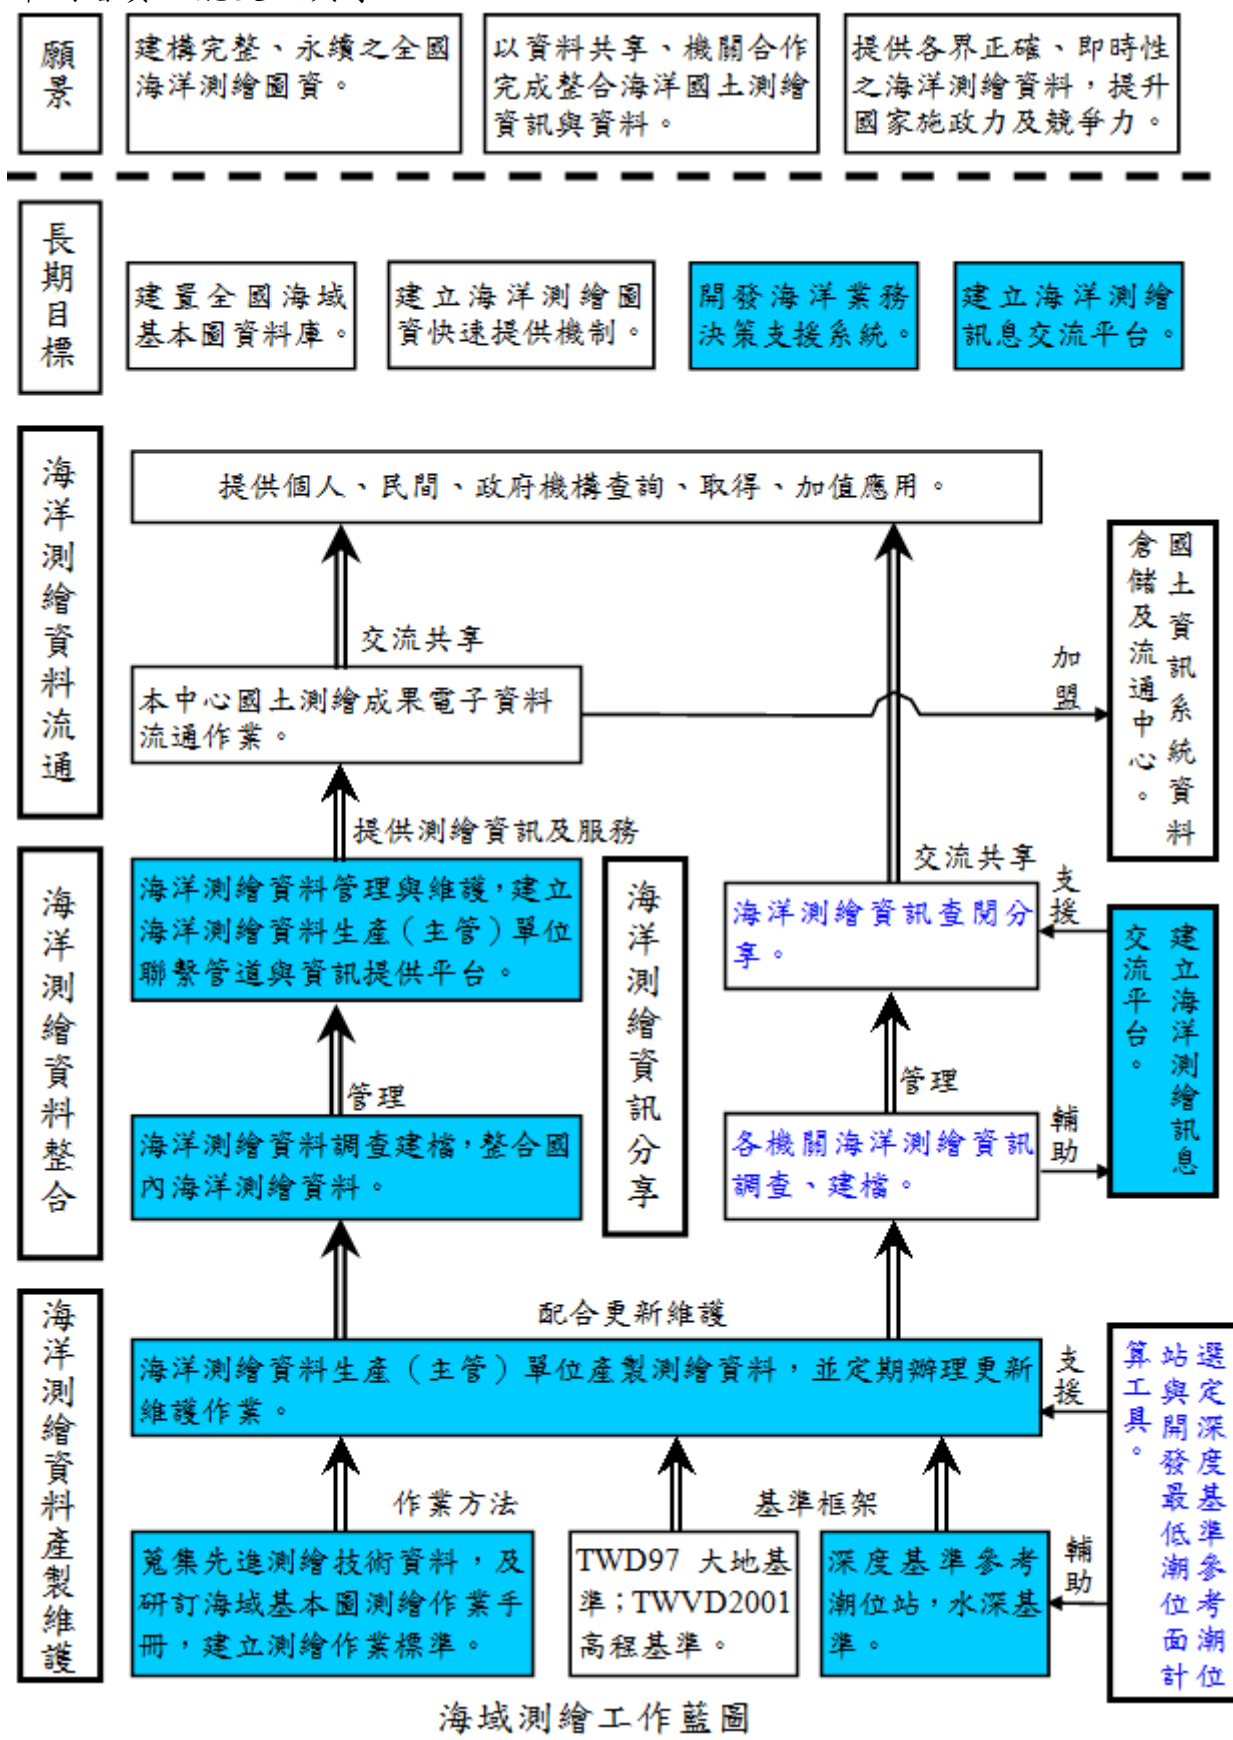 願景
建構完整、永續之全國
海洋測繪圖資。
以資料共享、機關合作
完成整合海洋國土測繪
資訊與資料。
提供各界正確、即時性
之海洋測繪資料，提升
國家施政力及競爭力。
長期目標
建置全國海域
基本圖資料庫。
建立海洋測繪圖
資快速提供機制。
開發海洋業務
決策支援系統。
建立海洋測繪
訊息交流平台。
海洋測繪資料流通
提供個人、民間、政府機構查詢、取得、加值應用。
交流共享
本中心國土測繪成果電子資料
流通作業。
加盟
國土資訊系統資料
倉儲及流通中心。
提供測繪資訊及服務
海洋測繪資料整合
海洋測繪資料管理與維護，建立
海洋測繪資料生產（主管）單位
聯繫管道與資訊提供平台。
管理
海洋測繪資料調查建檔，整合國
內海洋測繪資料。
海洋測繪資訊分享
交流共享
海洋測繪資訊查閱分
享。
支援
建立海洋測繪訊息
交流平台。
管理
各機關海洋測繪資訊
調查、建檔。
輔助
海洋測繪資料產製維護
配合更新維護
海洋測繪資料生產（主管）單位產製測繪資料，並定期辦理更新
維護作業。
支援
選定深度基準參考潮位
站與開發最低潮位面計
算工具。
作業方法
基準框架
蒐集先進測繪技術資料，及
研訂海域基本圖測繪作業手
冊，建立測繪作業標準。
TWD97 大地基
準；TWVD2001
高程基準。
深度基準參考
潮位站，水深基
準。
輔助
海域測繪工作藍圖